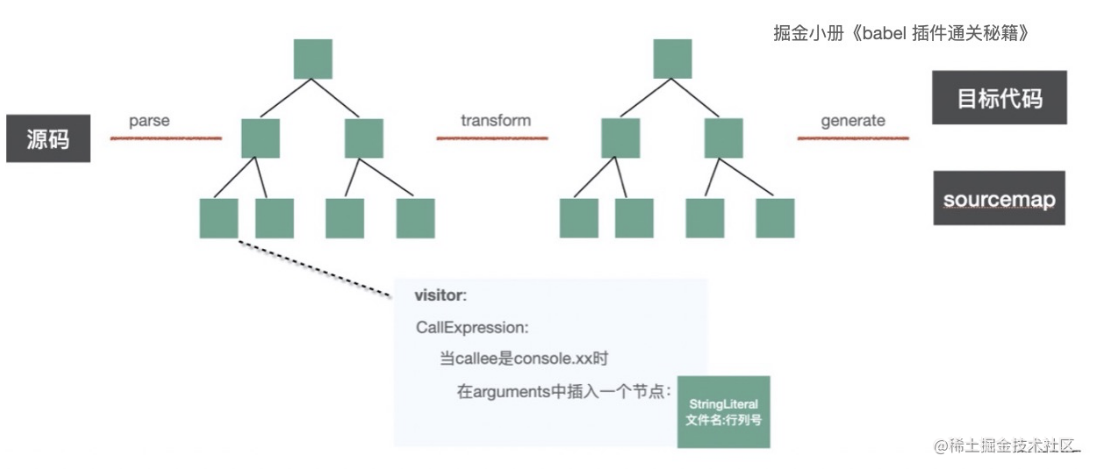 掘金小册《babel 插件通关秘籍》
源码
parse
transform
generate
目标代码
sourcemap
visitor:
CallExpression:
当callee是console.xx时
在arguments中插入一个节点：
StringLiteral
文件名:行列号
@稀土掘金技术社区